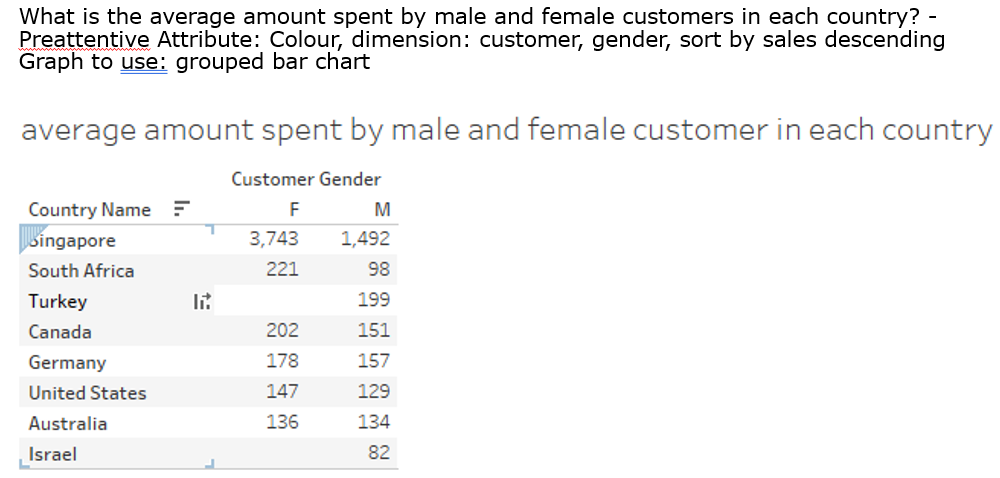 What is the average amount spent by male and female customers in each country? -
Preattentive Attribute: Colour, dimension: customer, gender, sort by sales descending
Graph to use: grouped bar chart
average amount spent by male and female customer in each country
Customer Gender
Country Name F M
Singapore 3,743 1,492
South Africa 221 98
Turkey 199
Canada 202 151
Germany 178 157
United States 147 129
Australia 136 134
Israel 82